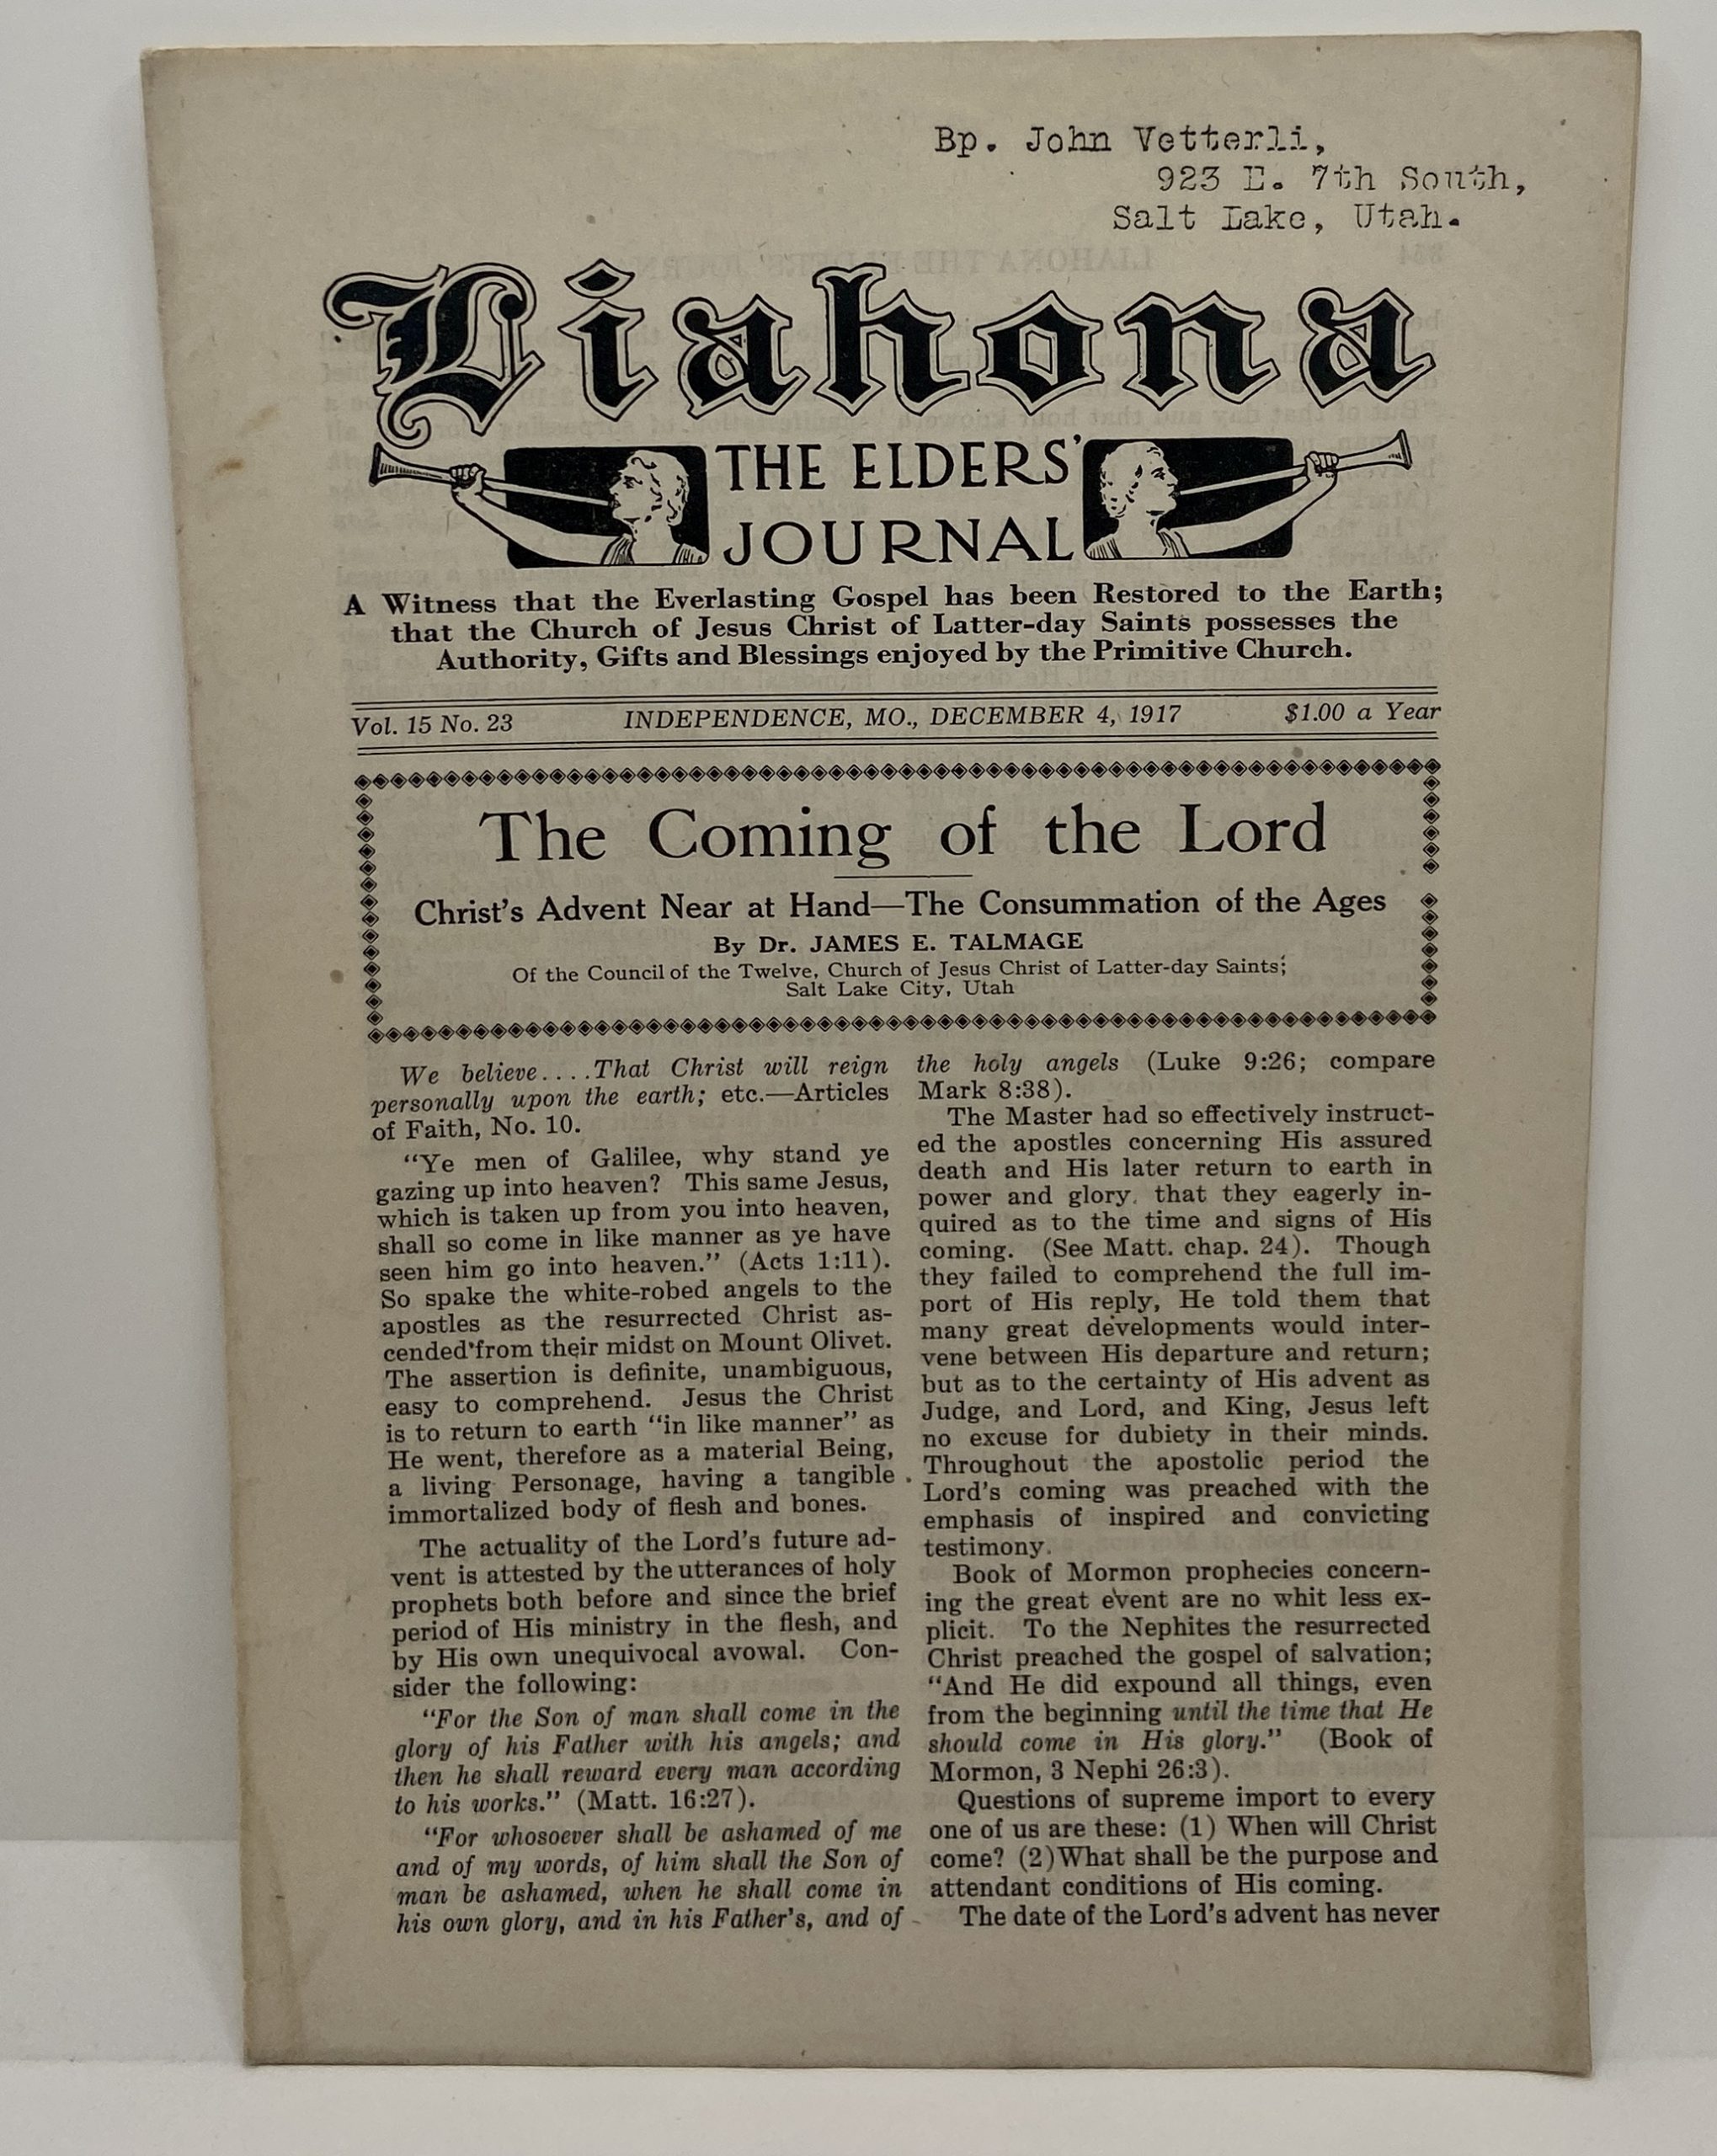 Bp. John Vetterli,
923 E. 7th South,
Salt Lake, Utah.
Liahona
THE ELDERS'
JOURNAL
A Witness that the Everlasting Gospel has been Restored to the Earth;
that the Church of Jesus Christ of Latter-day Saints possesses the
Authority, Gifts and Blessings enjoyed by the Primitive Church.
Vol. 15 No. 23 INDEPENDENCE, MO., DECEMBER 4, 1917 $1.00 a Year
The Coming of the Lord
Christ's Advent Near at Hand—The Consummation of the Ages
By Dr. JAMES E. TALMAGE
Of the Council of the Twelve, Church of Jesus Christ of Latter-day Saints;
Salt Lake City, Utah
We believe....That Christ will reign
personally upon the earth; etc.—Articles
of Faith, No. 10.
"Ye men of Galilee, why stand ye
gazing up into heaven? This same Jesus,
which is taken up from you into heaven,
shall so come in like manner as ye have
seen him go into heaven." (Acts 1:11).
So spake the white-robed angels to the
apostles as the resurrected Christ as-
cended from their midst on Mount Olivet.
The assertion is definite, unambiguous,
easy to comprehend. Jesus the Christ
is to return to earth "in like manner" as
He went, therefore as a material Being,
a living Personage, having a tangible
immortalized body of flesh and bones.
The actuality of the Lord's future ad-
vent is attested by the utterances of holy
prophets both before and since the brief
period of His ministry in the flesh, and
by His own unequivocal avowal. Con-
sider the following:
"For the Son of man shall come in the
glory of his Father with his angels; and
then he shall reward every man according
to his works." (Matt. 16:27).
"For whosoever shall be ashamed of me
and of my words, of him shall the Son of
man be ashamed, when he shall come in
his own glory, and in his Father's, and of
the holy angels (Luke 9:26; compare
Mark 8:38).
The Master had so effectively instruct-
ed the apostles concerning His assured
death and His later return to earth in
power and glory, that they eagerly in-
quired as to the time and signs of His
coming. (See Matt. chap. 24). Though
they failed to comprehend the full im-
port of His reply, He told them that
many great developments would inter-
vene between His departure and return;
but as to the certainty of His advent as
Judge, and Lord, and King, Jesus left
no excuse for dubiety in their minds.
Throughout the apostolic period the
Lord's coming was preached with the
emphasis of inspired and convicting
testimony.
Book of Mormon prophecies concern-
ing the great event are no whit less ex-
plicit. To the Nephites the resurrected
Christ preached the gospel of salvation;
"And He did expound all things, even
from the beginning until the time that He
should come in His glory." (Book of
Mormon, 3 Nephi 26:3).
Questions of supreme import to every
one of us are these: (1) When will Christ
come? (2)What shall be the purpose and
attendant conditions of His coming.
The date of the Lord's advent has never